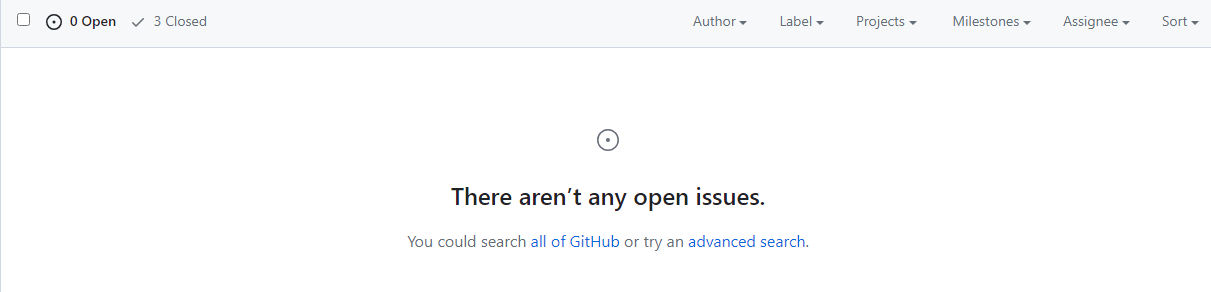 0 Open 3 Closed Author Label Projects Milestones Assignee Sort
There aren’t any open issues.
You could search all of GitHub or try an advanced search.